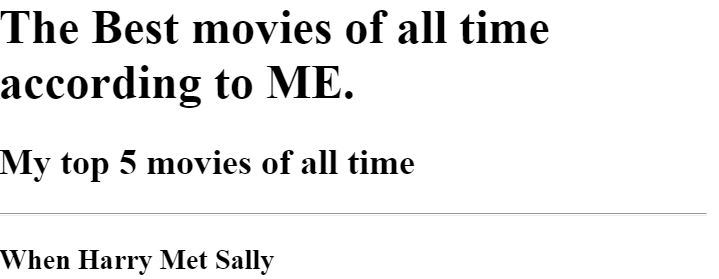 The Best movies of all time
according to ME.
My top 5 movies of all time
When Harry Met Sally